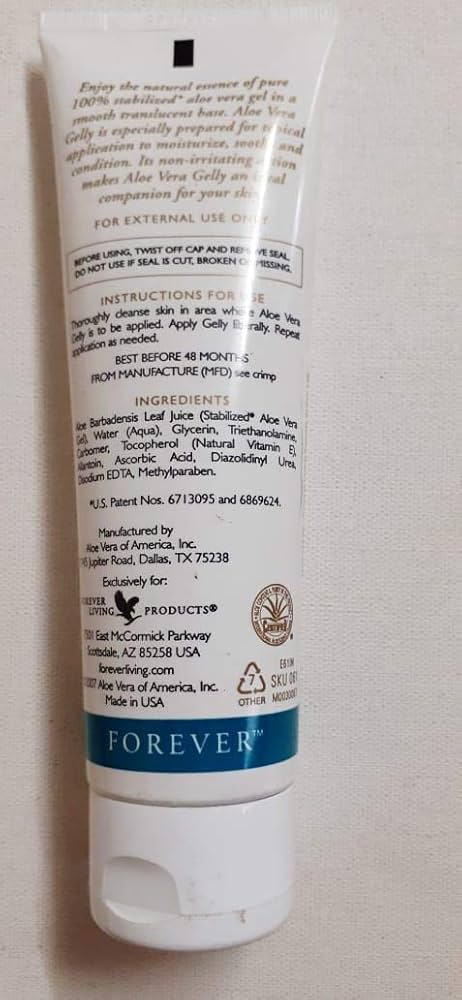 Enjoy the natural essence of pure
100% stabilized* aloe vera gel in a
smooth translucent base. Aloe Vera
Gelly is especially prepared for topical
application to moisturize, soothe and
condition. Its non-irritating action
makes Aloe Vera Gelly an ideal
companion for your skin.
FOR EXTERNAL USE ONLY
BEFORE USING, TWIST OFF CAP AND REMOVE SEAL.
DO NOT USE IF SEAL IS CUT, BROKEN OR MISSING.
INSTRUCTIONS FOR USE
Thoroughly cleanse skin in area where Aloe Vera
Gelly is to be applied. Apply Gelly liberally. Repeat
application as needed.
BEST BEFORE 48 MONTHS
FROM MANUFACTURE (MFD) see crimp
INGREDIENTS
Aloe Barbadensis Leaf Juice (Stabilized* Aloe Vera
Gel), Water (Aqua), Glycerin, Triethanolamine,
Carbomer, Tocopherol (Natural Vitamin E),
Allantoin, Ascorbic Acid, Diazolidinyl Urea,
Disodium EDTA, Methylparaben.
*U.S. Patent Nos. 6713095 and 6869624.
Manufactured by
Aloe Vera of America, Inc.
Jupiter Road, Dallas, TX 75238
Exclusively for:
FOREVER
LIVING PRODUCTS®
7501 East McCormick Parkway
Scottsdale, AZ 85258 USA
foreverliving.com
2007 Aloe Vera of America, Inc.
Made in USA
7
OTHER
SKU 061
FOREVER™